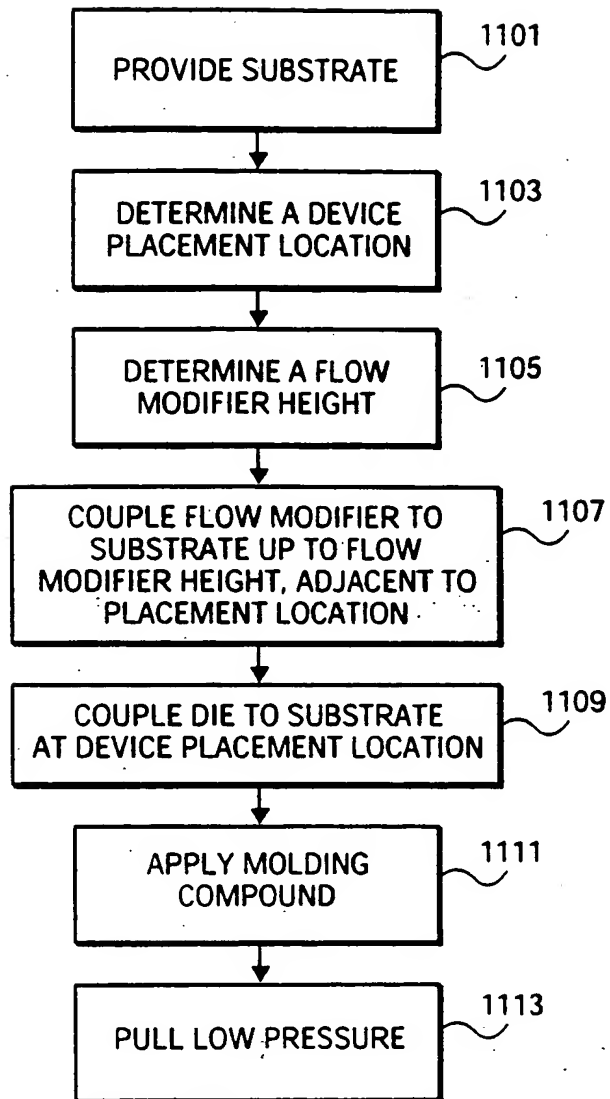 1101
PROVIDE SUBSTRATE
1103
DETERMINE A DEVICE
PLACEMENT LOCATION
1105
DETERMINE A FLOW
MODIFIER HEIGHT
1107
COUPLE FLOW MODIFIER TO
SUBSTRATE UP TO FLOW
MODIFIER HEIGHT, ADJACENT TO
PLACEMENT LOCATION
1109
COUPLE DIE TO SUBSTRATE
AT DEVICE PLACEMENT LOCATION
1111
APPLY MOLDING
COMPOUND
1113
PULL LOW PRESSURE